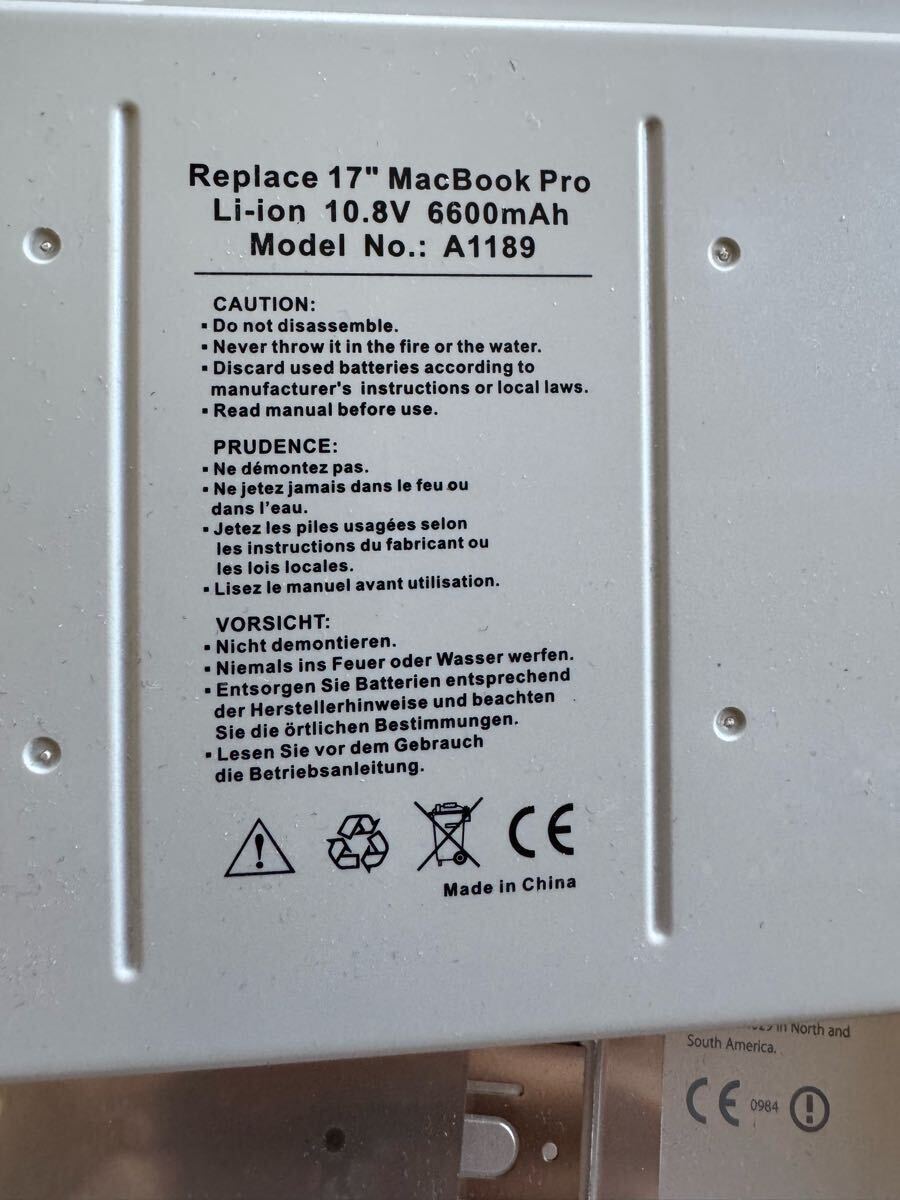 Replace 17" MacBook Pro
Li-ion 10.8V 6600mAh
Model No.: A1189
CAUTION:
▪ Do not disassemble.
▪ Never throw it in the fire or the water.
▪ Discard used batteries according to
manufacturer's instructions or local laws.
▪ Read manual before use.
PRUDENCE:
▪ Ne démontez pas.
▪ Ne jetez jamais dans le feu ou
dans l'eau.
▪ Jetez les piles usagées selon
les instructions du fabricant ou
les lois locales.
▪ Lisez le manuel avant utilisation.
VORSICHT:
▪ Nicht demontieren.
▪ Niemals ins Feuer oder Wasser werfen.
▪ Entsorgen Sie Batterien entsprechend
der Herstellerhinweise und beachten
Sie die örtlichen Bestimmungen.
▪ Lesen Sie vor dem Gebrauch
die Betriebsanleitung.
CE
Made in China
in North and
South America.
CE 0984